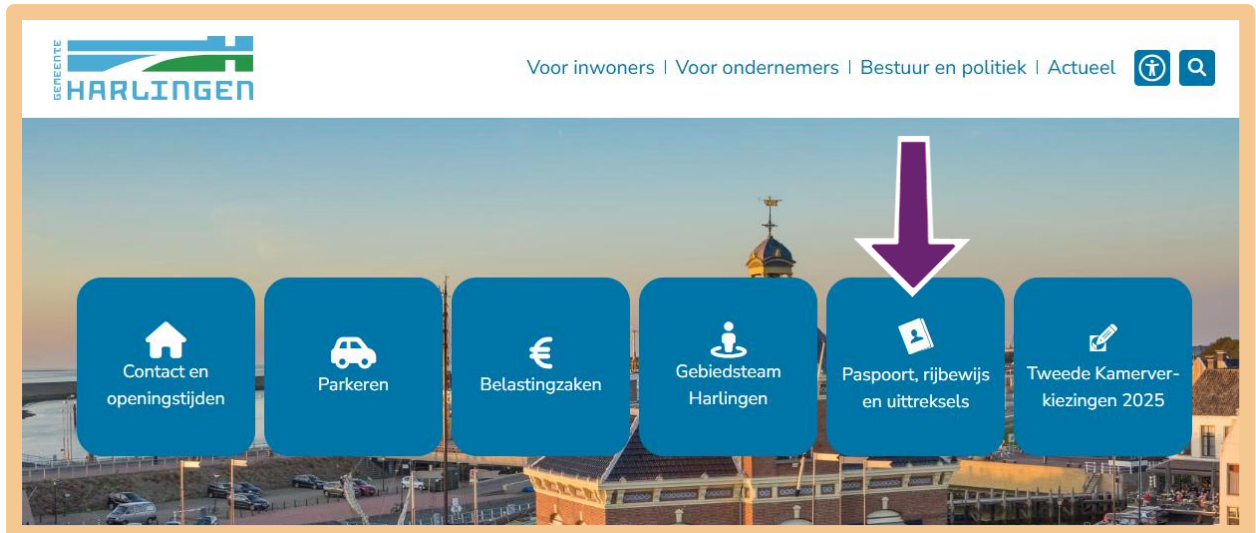 GEMEENTE
HARLINGEN
Voor inwoners | Voor ondernemers | Bestuur en politiek | Actueel
Contact en
openingstijden
Parkeren
€
Belastingzaken
Gebiedsteam
Harlingen
Paspoort, rijbewijs
en uittreksels
Tweede Kamerver-
kiezingen 2025